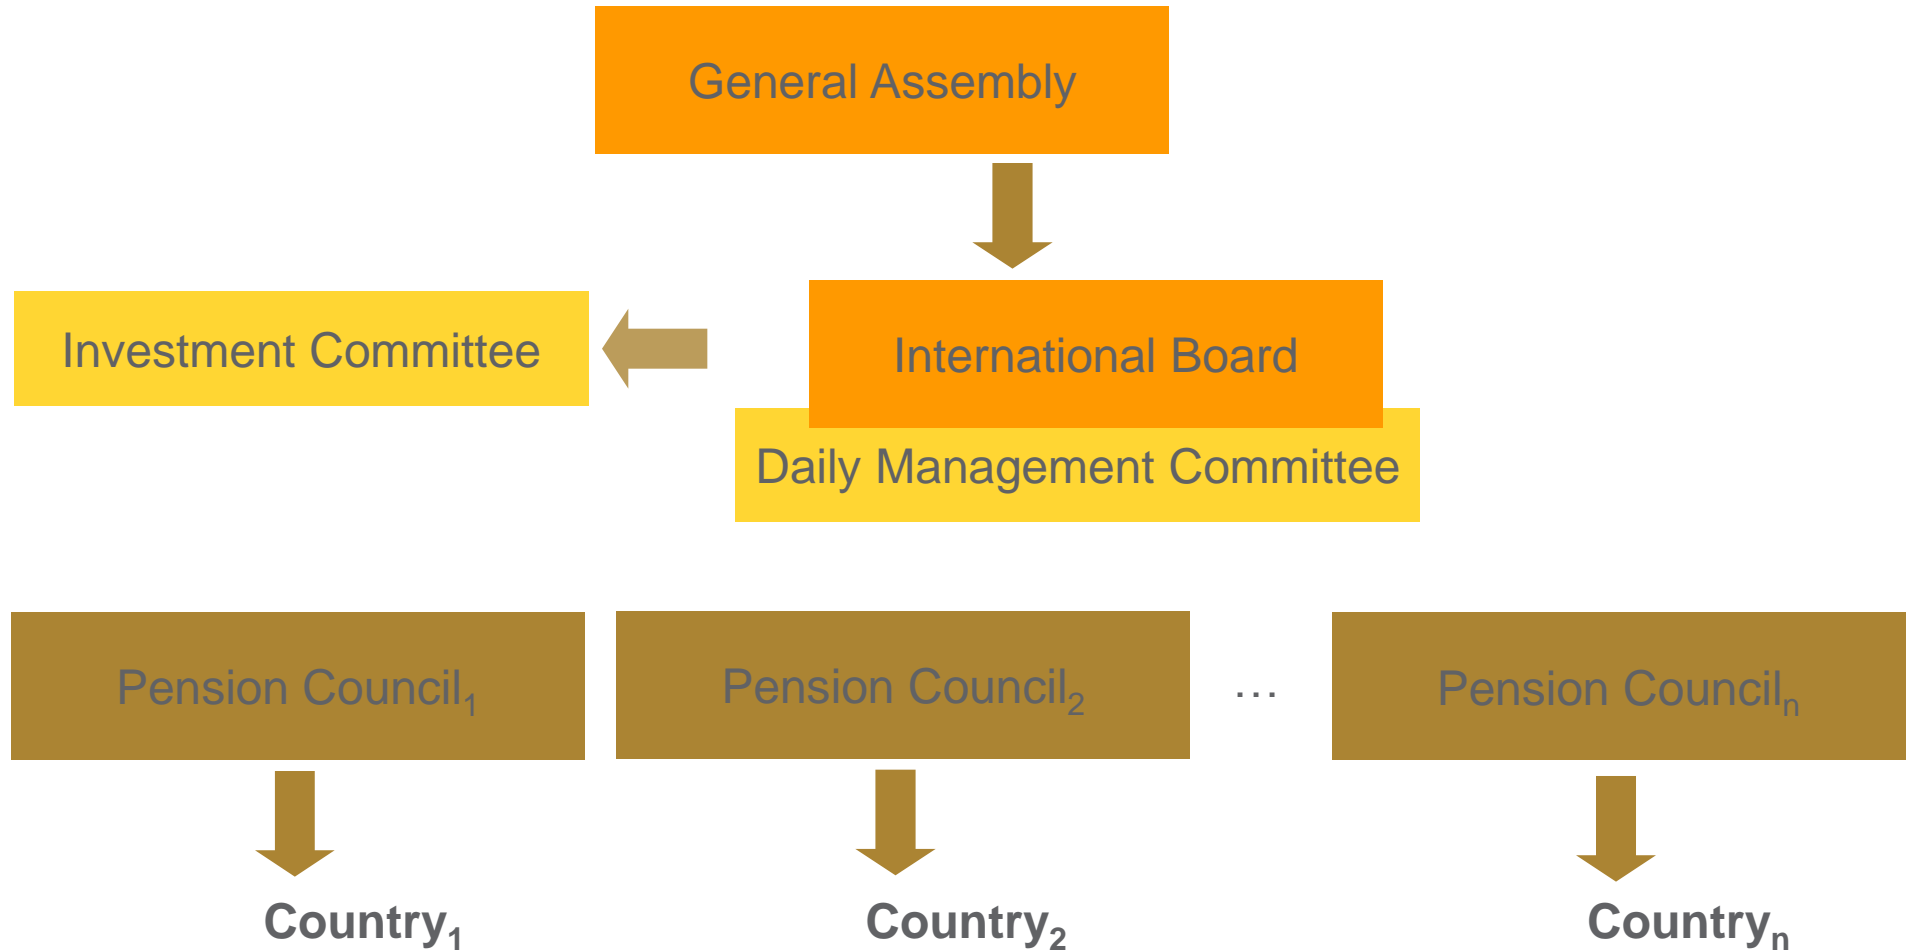 General Assembly
Investment Committee
International Board
Daily Management Committee
Pension Council₁
Pension Council₂
…
Pension Councilₙ
Country₁
Country₂
Countryₙ